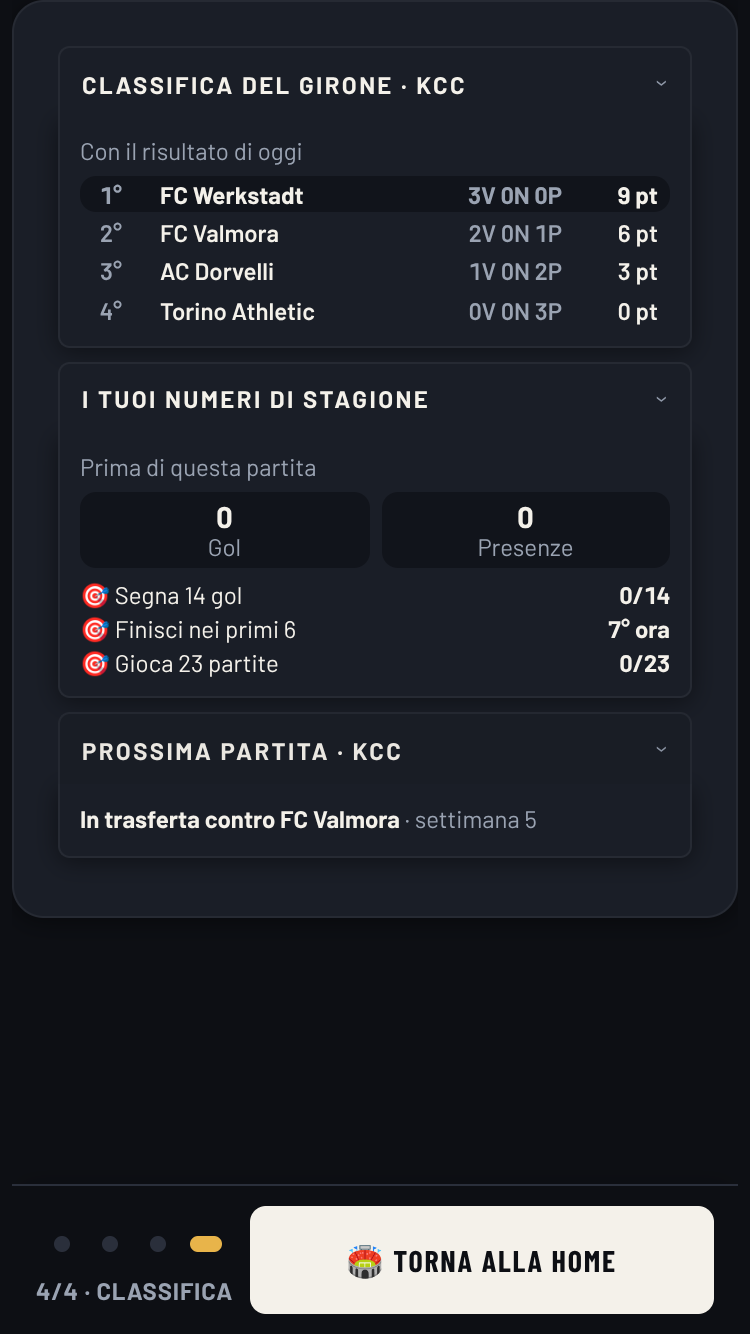 CLASSIFICA DEL GIRONE · KCC
Con il risultato di oggi
1° FC Werkstadt 3V 0N 0P 9 pt
2° FC Valmora 2V 0N 1P 6 pt
3° AC Dorvelli 1V 0N 2P 3 pt
4° Torino Athletic 0V 0N 3P 0 pt
I TUOI NUMERI DI STAGIONE
Prima di questa partita
0 0
Gol Presenze
🎯 Segna 14 gol 0/14
🎯 Finisci nei primi 6 7° ora
🎯 Gioca 23 partite 0/23
PROSSIMA PARTITA · KCC
In trasferta contro FC Valmora · settimana 5
🏟️ TORNA ALLA HOME
4/4 · CLASSIFICA